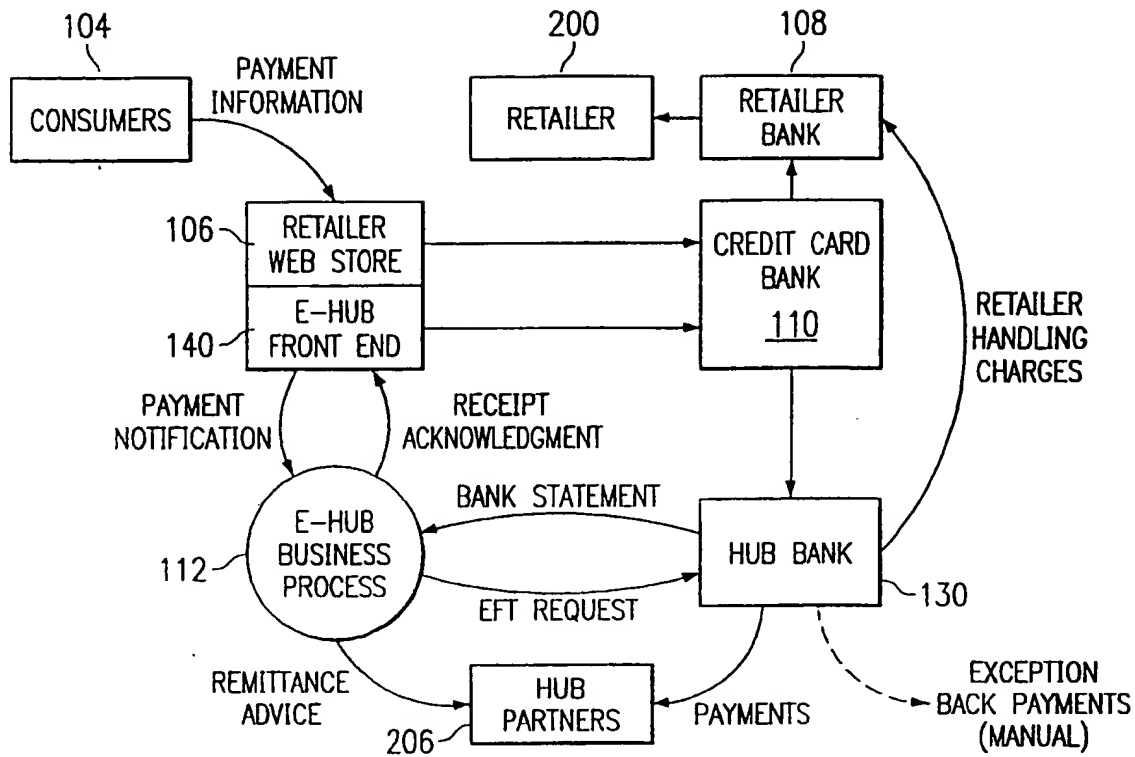 104
200
108
PAYMENT
INFORMATION
CONSUMERS
RETAILER
RETAILER
BANK
106
RETAILER
WEB STORE
CREDIT CARD
BANK
110
140
E-HUB
FRONT END
RETAILER
HANDLING
CHARGES
PAYMENT
NOTIFICATION
RECEIPT
ACKNOWLEDGMENT
BANK STATEMENT
E-HUB
BUSINESS
PROCESS
112
HUB BANK
130
EFT REQUEST
REMITTANCE
ADVICE
HUB
PARTNERS
206
PAYMENTS
EXCEPTION
BACK PAYMENTS
(MANUAL)